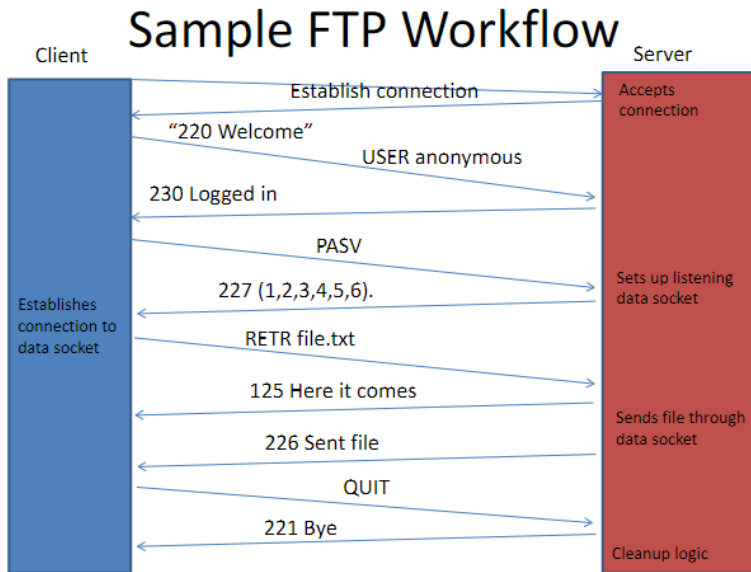 Sample FTP Workflow
Client
Server
Establish connection
Accepts
connection
“220 Welcome”
USER anonymous
230 Logged in
PASV
Sets up listening
data socket
227 (1,2,3,4,5,6).
Establishes
connection to
data socket
RETR file.txt
125 Here it comes
Sends file through
data socket
226 Sent file
QUIT
221 Bye
Cleanup logic